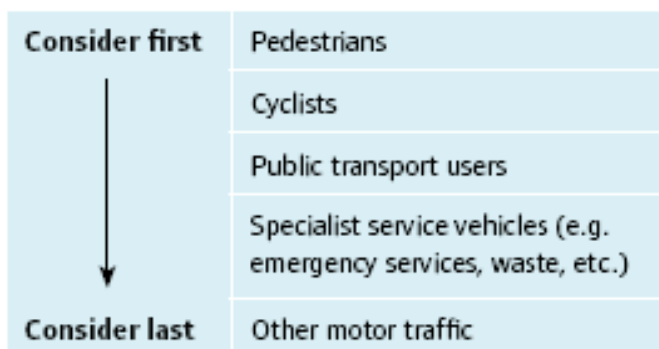 Consider first Pedestrians
Cyclists
Public transport users
Specialist service vehicles (e.g.
emergency services, waste, etc.)
Consider last Other motor traffic